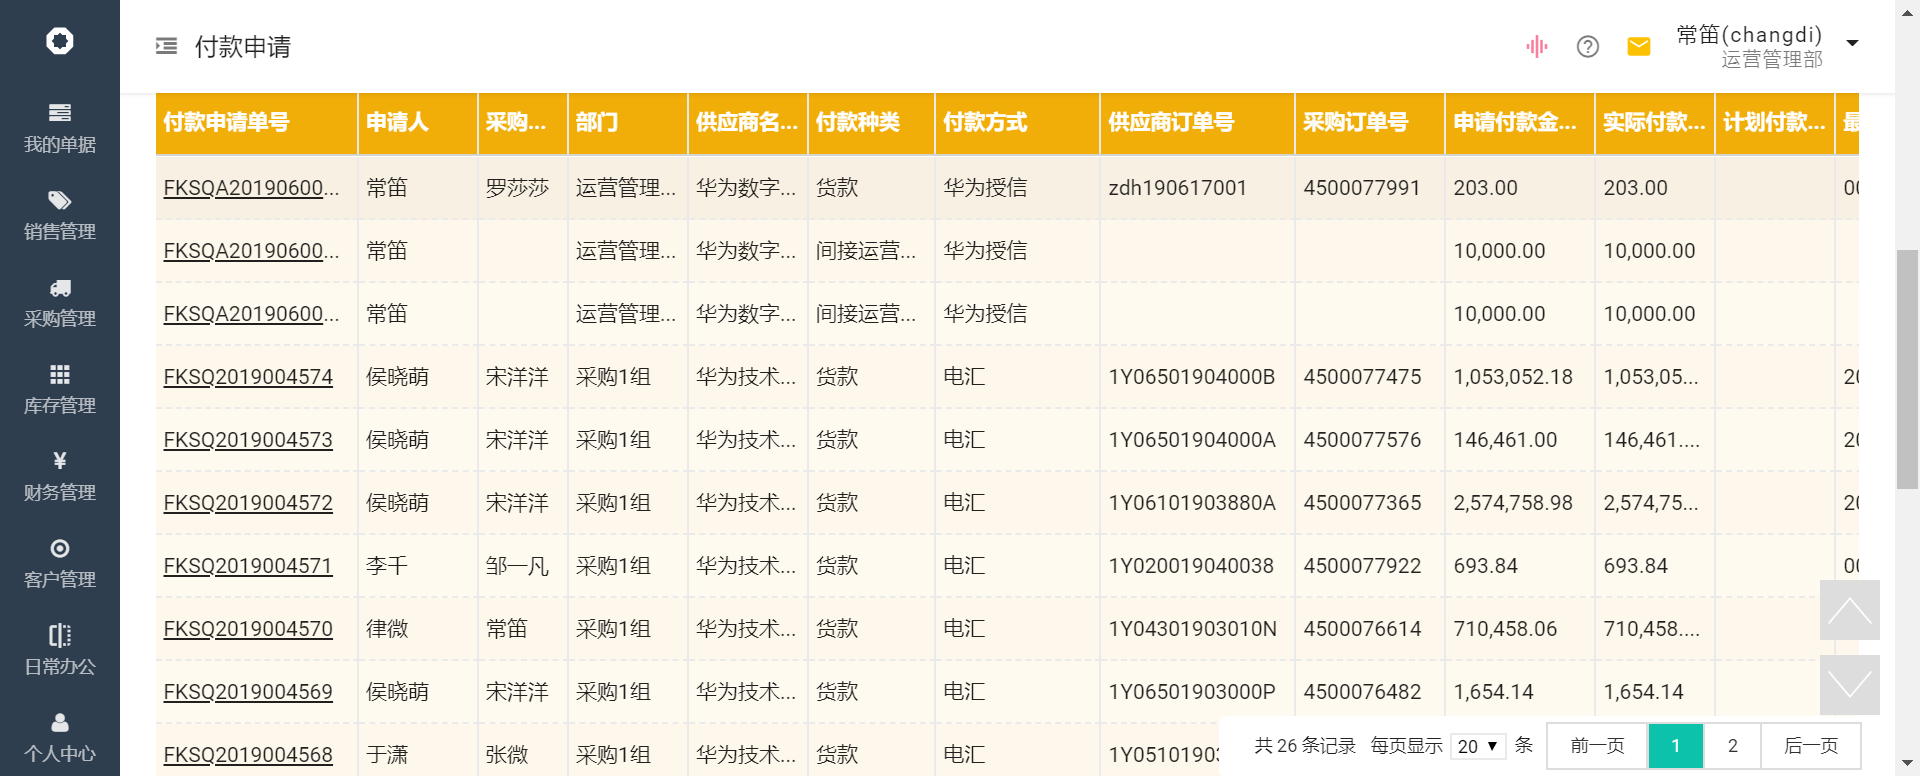 付款申请
常笛(changdi)
运营管理部
我的单据
销售管理
采购管理
库存管理
财务管理
客户管理
日常办公
个人中心
付款申请单号 申请人 采购... 部门 供应商名... 付款种类 付款方式 供应商订单号 采购订单号 申请付款金... 实际付款... 计划付款... 最
FKSQA20190600... 常笛 罗莎莎 运营管理... 华为数字... 货款 华为授信 zdh190617001 4500077991 203.00 203.00 00
FKSQA20190600... 常笛 运营管理... 华为数字... 间接运营... 华为授信 10,000.00 10,000.00
FKSQA20190600... 常笛 运营管理... 华为数字... 间接运营... 华为授信 10,000.00 10,000.00
FKSQ2019004574 侯晓萌 宋洋洋 采购1组 华为技术... 货款 电汇 1Y06501904000B 4500077475 1,053,052.18 1,053,05... 20
FKSQ2019004573 侯晓萌 宋洋洋 采购1组 华为技术... 货款 电汇 1Y06501904000A 4500077576 146,461.00 146,461.... 20
FKSQ2019004572 侯晓萌 宋洋洋 采购1组 华为技术... 货款 电汇 1Y06101903880A 4500077365 2,574,758.98 2,574,75... 20
FKSQ2019004571 李千 邹一凡 采购1组 华为技术... 货款 电汇 1Y020019040038 4500077922 693.84 693.84 00
FKSQ2019004570 律微 常笛 采购1组 华为技术... 货款 电汇 1Y04301903010N 4500076614 710,458.06 710,458....
FKSQ2019004569 侯晓萌 宋洋洋 采购1组 华为技术... 货款 电汇 1Y06501903000P 4500076482 1,654.14 1,654.14
FKSQ2019004568 于潇 张微 采购1组 华为技术... 货款 电汇 1Y05101903
共 26 条记录 每页显示 20 ▼ 条 前一页 1 2 后一页